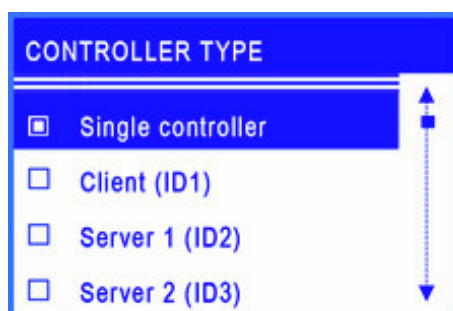 CONTROLLER TYPE
Single controller
Client (ID1)
Server 1 (ID2)
Server 2 (ID3)